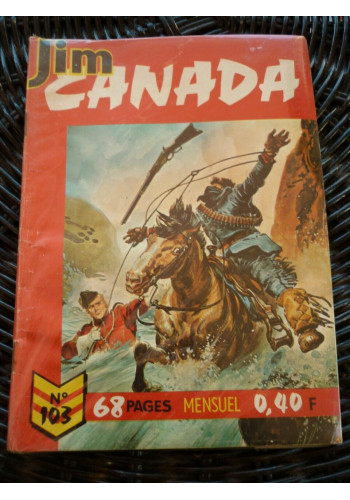 Jim
CANADA
N°
103
68 PAGES MENSUEL 0,40 F